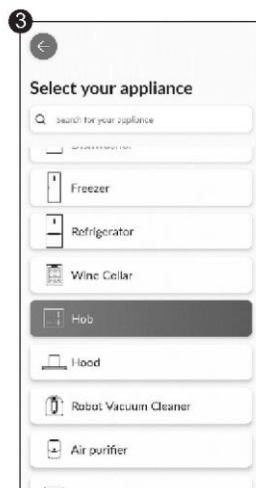 3
Select your appliance
Search for your appliance
Dishwasher
Freezer
Refrigerator
Wine Cellar
Hob
Hood
Robot Vacuum Cleaner
Air purifier